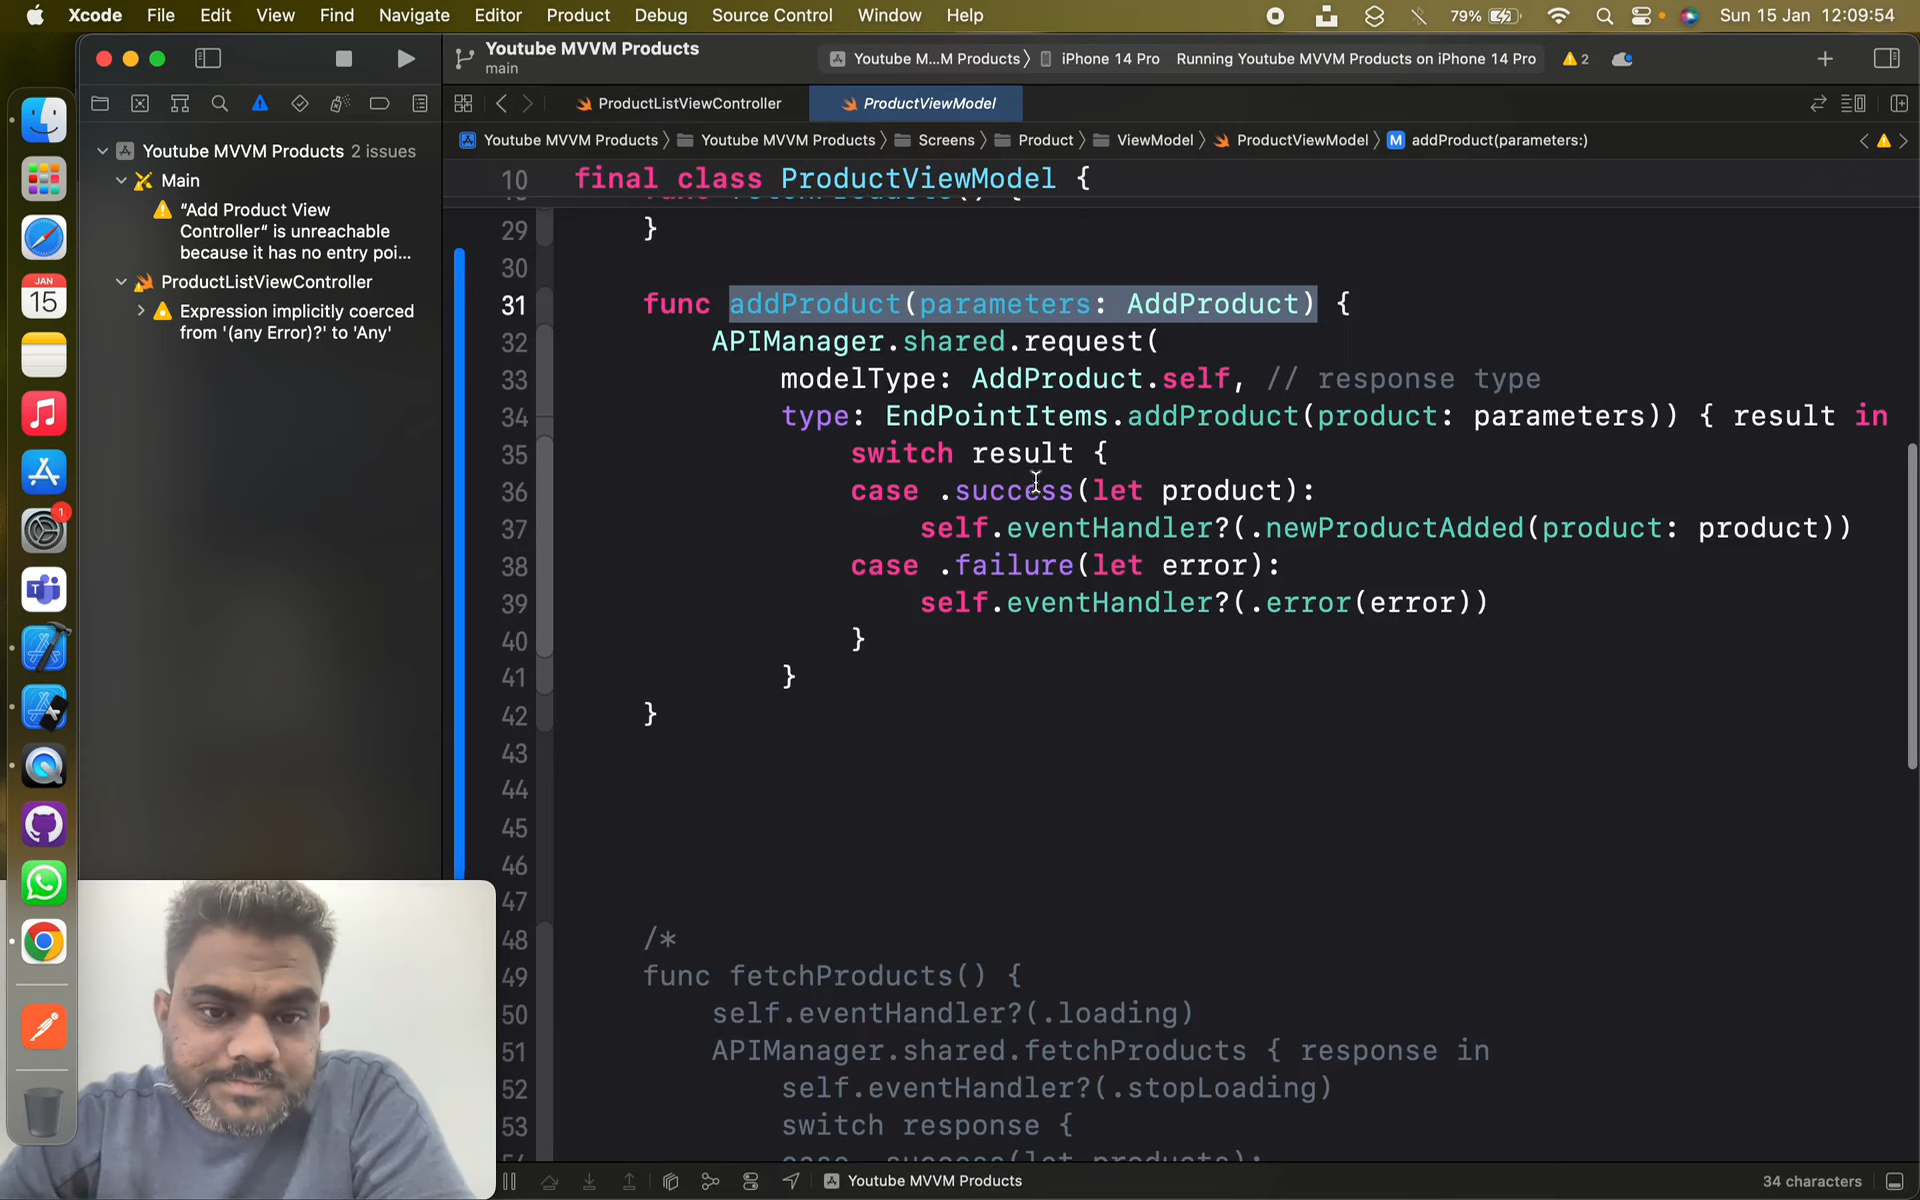 Xcode File Edit View Find Navigate Editor Product Debug Source Control Window Help 79% Sun 15 Jan 12:09:54
Youtube MVVM Products
main
Youtube M...M Products iPhone 14 Pro Running Youtube MVVM Products on iPhone 14 Pro 2
ProductListViewController ProductViewModel
Youtube MVVM Products Youtube MVVM Products Screens Product ViewModel ProductViewModel M addProduct(parameters:)
Youtube MVVM Products 2 issues
Main
"Add Product View
Controller" is unreachable
because it has no entry poi...
ProductListViewController
Expression implicitly coerced
from '(any Error)?' to 'Any'
JAN
15
1
10 final class ProductViewModel {
29 }
30
31 func addProduct(parameters: AddProduct) {
32 APIManager.shared.request(
33 modelType: AddProduct.self, // response type
34 type: EndPointItems.addProduct(product: parameters)) { result in
35 switch result {
36 case .success(let product):
37 self.eventHandler?(.newProductAdded(product: product))
38 case .failure(let error):
39 self.eventHandler?(.error(error))
40 }
41 }
42 }
43
44
45
46
47
48 /*
49 func fetchProducts() {
50 self.eventHandler?(.loading)
51 APIManager.shared.fetchProducts { response in
52 self.eventHandler?(.stopLoading)
53 switch response {
Youtube MVVM Products 34 characters